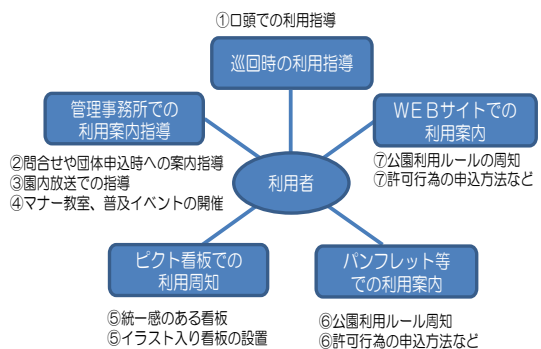 ①口頭での利用指導
巡回時の利用指導
管理事務所での
利用案内指導
②問合せや団体申込時への案内指導
③園内放送での指導
④マナー教室、普及イベントの開催
WEBサイトでの
利用案内
⑦公園利用ルールの周知
⑦許可行為の申込方法など
利用者
ピクト看板での
利用周知
⑤統一感のある看板
⑤イラスト入り看板の設置
パンフレット等
での利用案内
⑥公園利用ルール周知
⑥許可行為の申込方法など